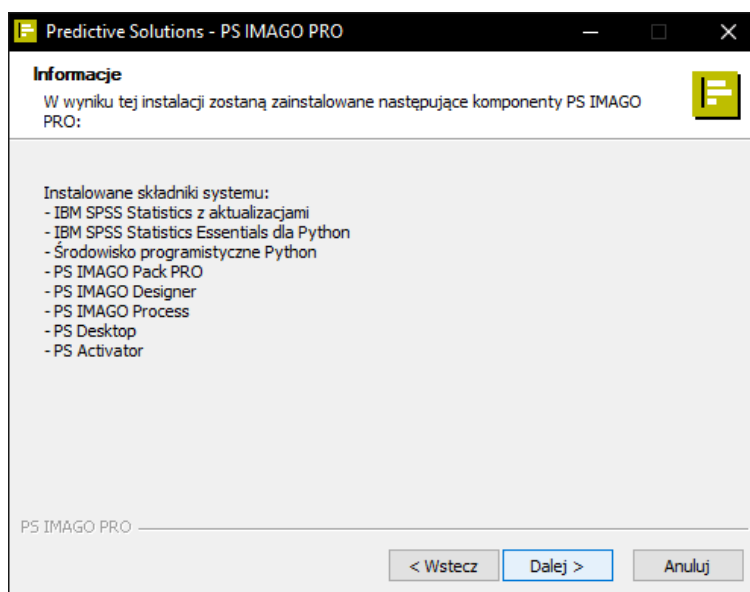 Predictive Solutions - PS IMAGO PRO
Informacje
W wyniku tej instalacji zostaną zainstalowane następujące komponenty PS IMAGO
PRO:
Instalowane składniki systemu:
- IBM SPSS Statistics z aktualizacjami
- IBM SPSS Statistics Essentials dla Python
- Środowisko programistyczne Python
- PS IMAGO Pack PRO
- PS IMAGO Designer
- PS IMAGO Process
- PS Desktop
- PS Activator
PS IMAGO PRO
< Wstecz
Dalej >
Anuluj